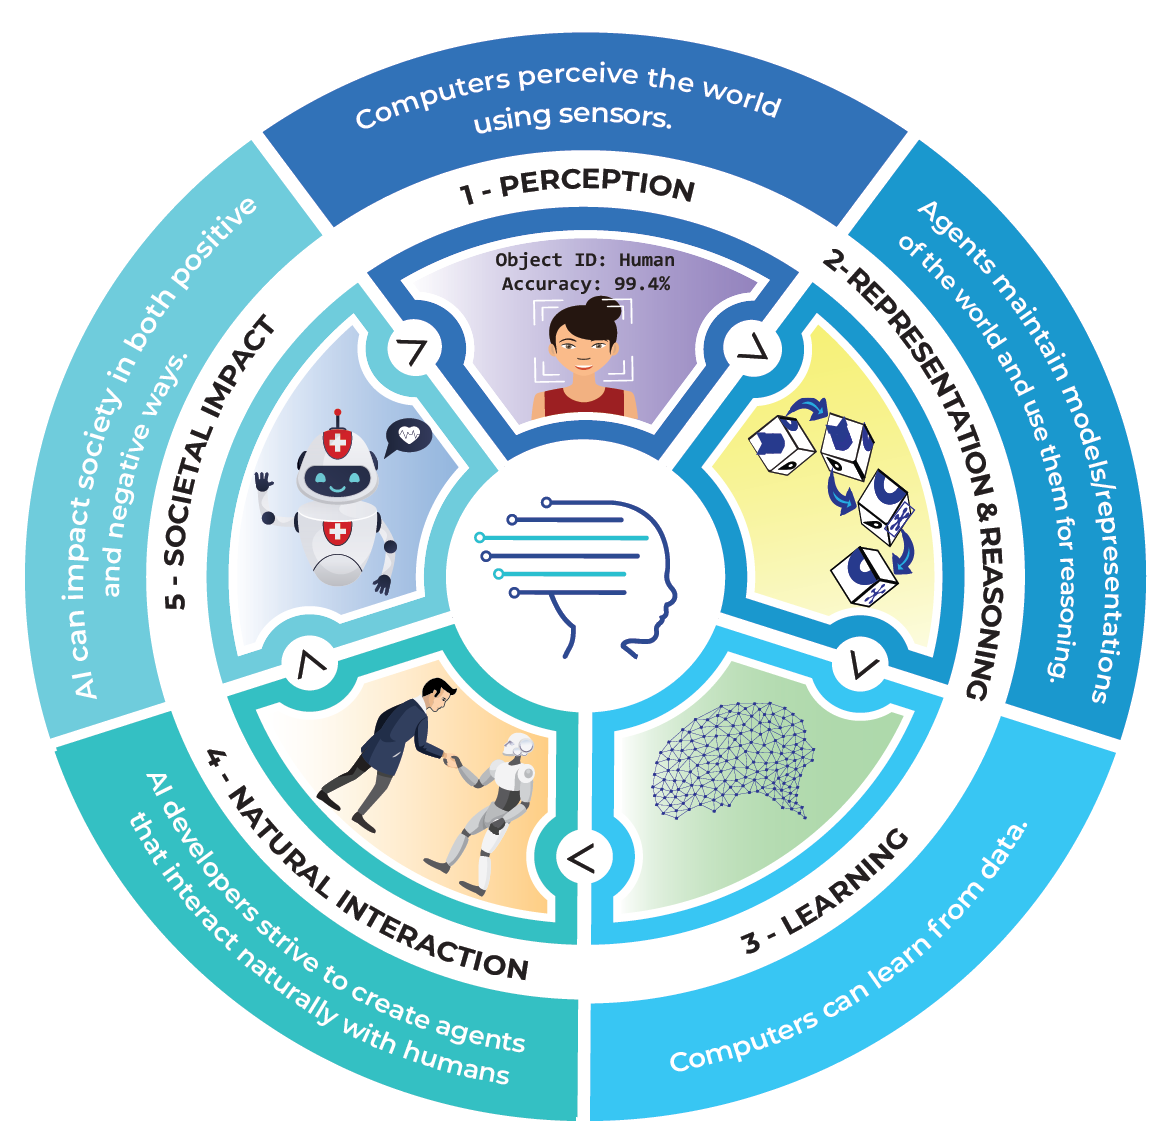 Computers perceive the world
using sensors.
1 - PERCEPTION
Object ID: Human
Accuracy: 99.4%
Agents maintain models/representations
of the world and use them for reasoning.
2-REPRESENTATION & REASONING
3 - LEARNING
Computers can learn from data.
4 - NATURAL INTERACTION
AI developers strive to create agents
that interact naturally with humans
5 - SOCIETAL IMPACT
AI can impact society in both positive
and negative ways.